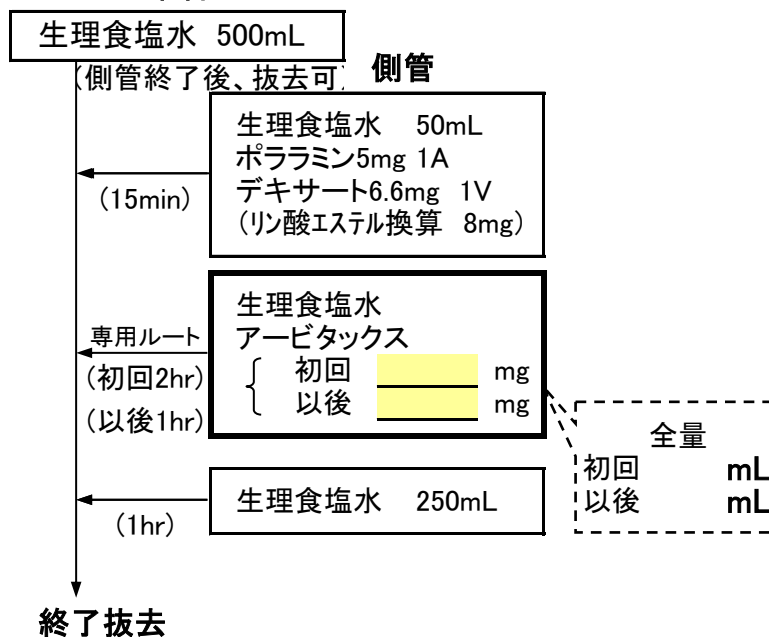 生理食塩水 500mL
(側管終了後、抜去可)
側管
生理食塩水 50mL
ポララミン5mg 1A
デキサート6.6mg 1V
(リン酸エステル換算 8mg)
(15min)
生理食塩水
アービタックス
初回 mg
以後 mg
専用ルート
(初回2hr)
(以後1hr)
全量
初回 mL
以後 mL
生理食塩水 250mL
(1hr)
終了抜去